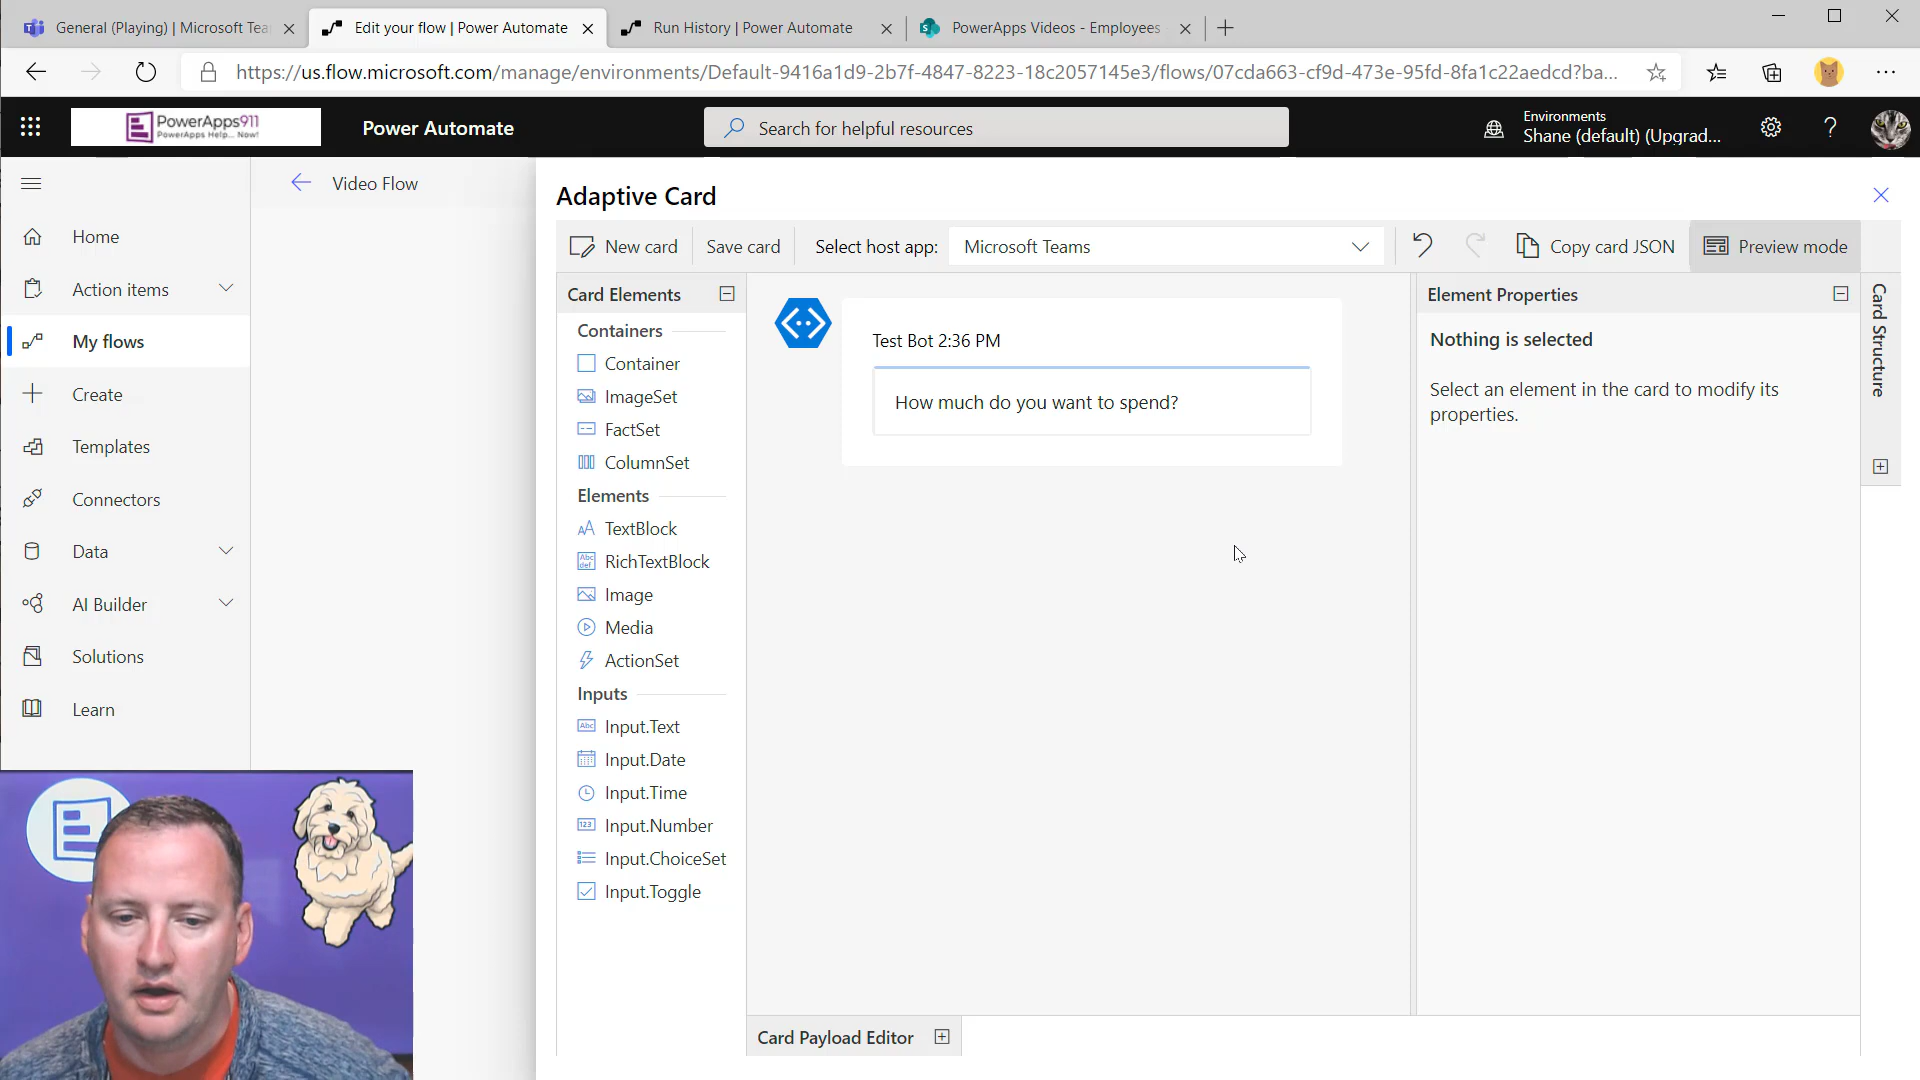 General (Playing) | Microsoft Tea
Edit your flow | Power Automate
Run History | Power Automate
PowerApps Videos - Employees
https://us.flow.microsoft.com/manage/environments/Default-9416a1d9-2b7f-4847-8223-18c2057145e3/flows/07cda663-cf9d-473e-95fd-8fa1c22aedcd?ba...
PowerApps911
PowerApps Help... Now!
Power Automate
Search for helpful resources
Environments
Shane (default) (Upgrad...
?
Video Flow
Home
Action items
My flows
Create
Templates
Connectors
Data
AI Builder
Solutions
Learn
Adaptive Card
New card
Save card
Select host app:
Microsoft Teams
Copy card JSON
Preview mode
Card Elements
Containers
Container
ImageSet
FactSet
ColumnSet
Elements
TextBlock
RichTextBlock
Image
Media
ActionSet
Inputs
Input.Text
Input.Date
Input.Time
Input.Number
Input.ChoiceSet
Input.Toggle
Test Bot 2:36 PM
How much do you want to spend?
Element Properties
Nothing is selected
Select an element in the card to modify its
properties.
Card Structure
Card Payload Editor